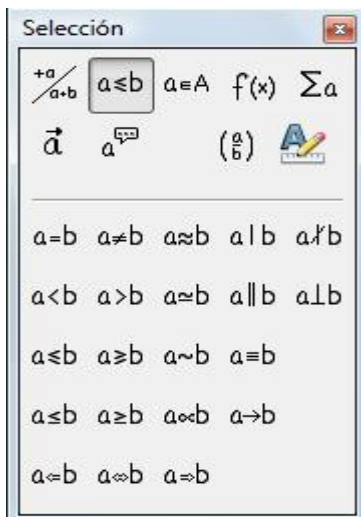 Selección
+a/a+b a≤b a∈A f(x) Σa
a⃗ a (a b)
a=b a≠b a≈b a|b a∤b
a<b a>b a≃b a∥b a⊥b
a⩽b a⩾b a~b a≡b
a≤b a≥b a∝b a→b
a⇐b a⇔b a⇒b